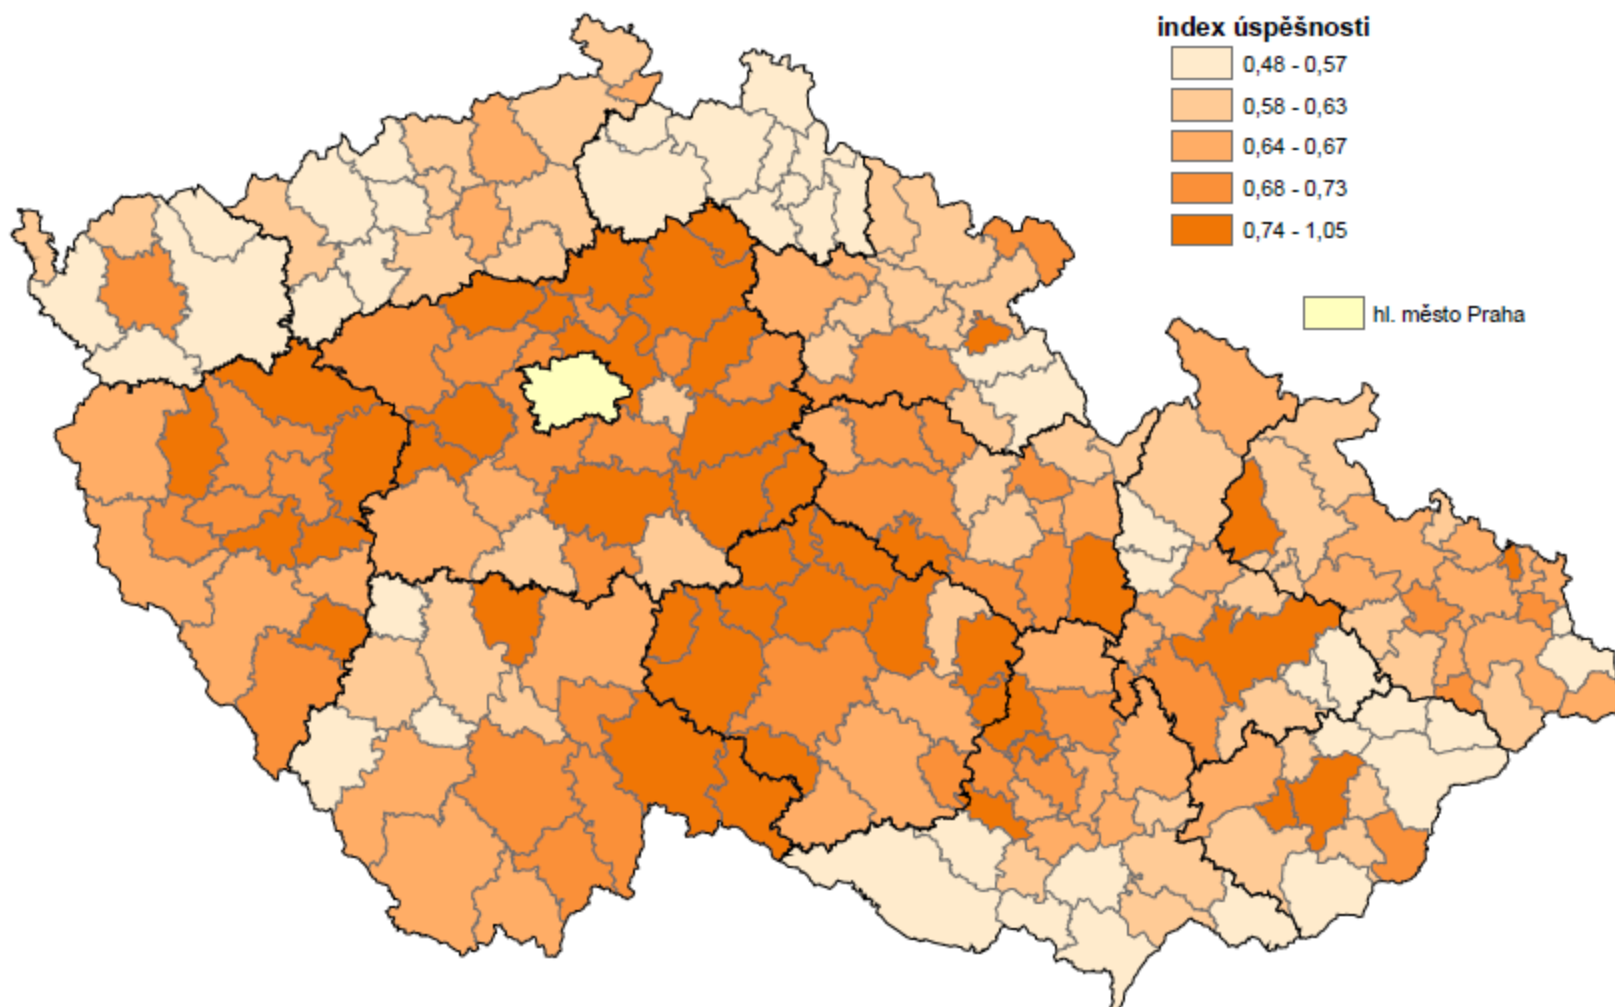 index úspěšnosti
0,48 - 0,57
0,58 - 0,63
0,64 - 0,67
0,68 - 0,73
0,74 - 1,05
hl. město Praha